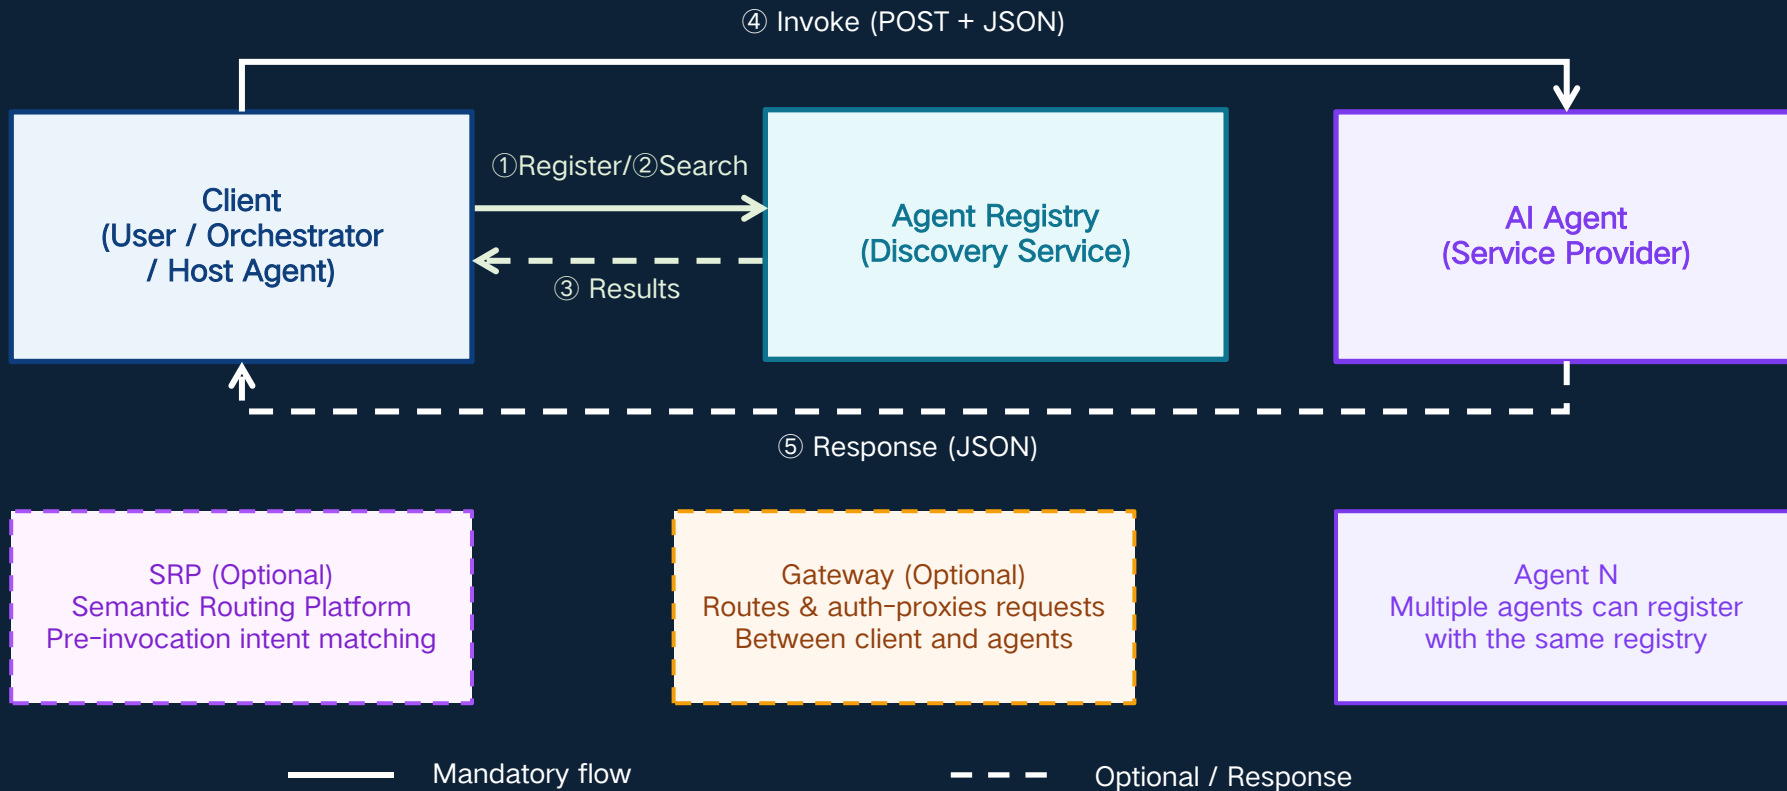 ④ Invoke (POST + JSON)
①Register/②Search
Client
(User / Orchestrator
/ Host Agent)
Agent Registry
(Discovery Service)
AI Agent
(Service Provider)
③ Results
⑤ Response (JSON)
SRP (Optional)
Semantic Routing Platform
Pre-invocation intent matching
Gateway (Optional)
Routes & auth-proxies requests
Between client and agents
Agent N
Multiple agents can register
with the same registry
Mandatory flow
Optional / Response